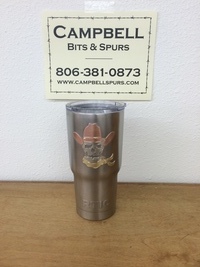 CAMPBELL
BITS & SPURS
806-381-0873
WWW.CAMPBELLSPURS.COM